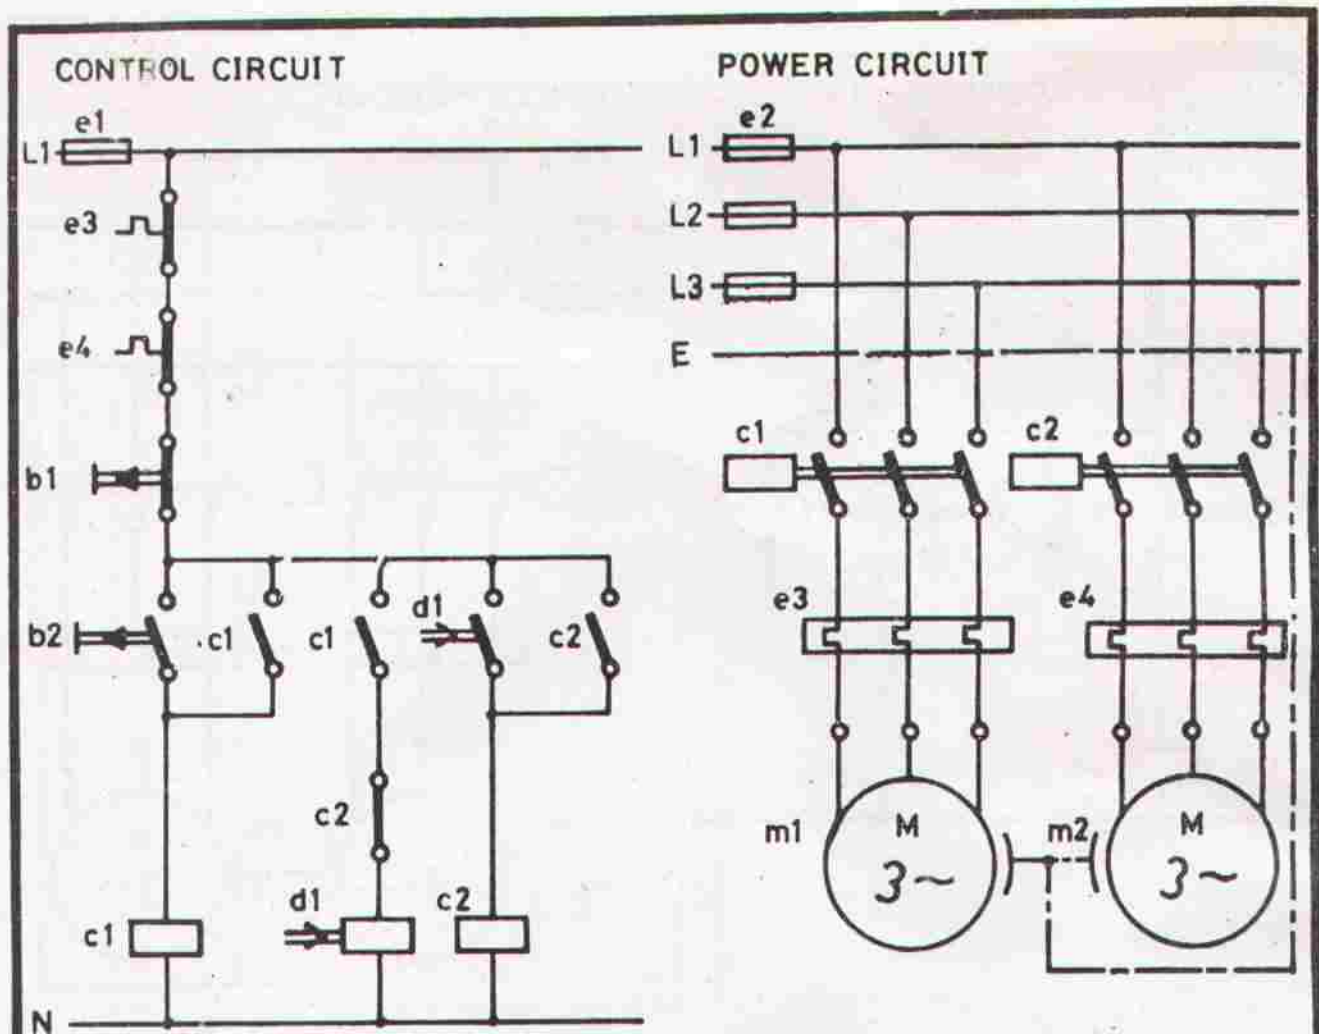 CONTROL CIRCUIT
e1
L1
e3
e4
b1
b2
c1
c1
d1
c2
c2
c1
d1
c2
N
POWER CIRCUIT
e2
L1
L2
L3
E
c1
c2
e3
e4
m1
M
3~
m2
M
3~